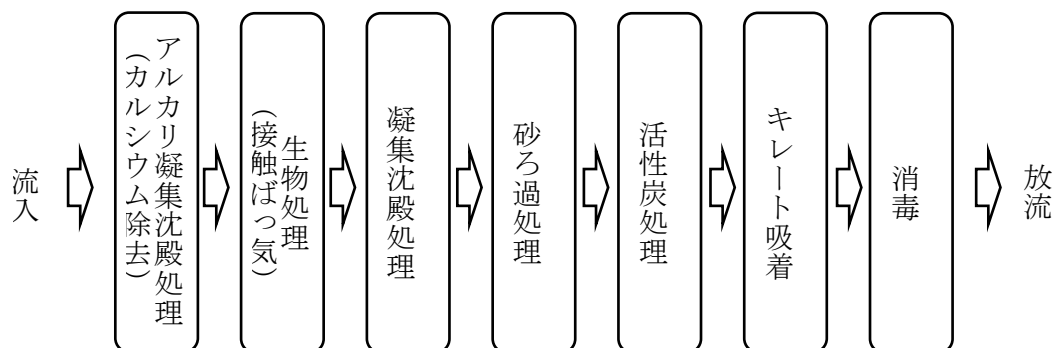 流入
アルカリ凝集沈殿処理
(カルシウム除去)
生物処理
(接触ばっ気)
凝集沈殿処理
砂ろ過処理
活性炭処理
キレート吸着
消毒
放流